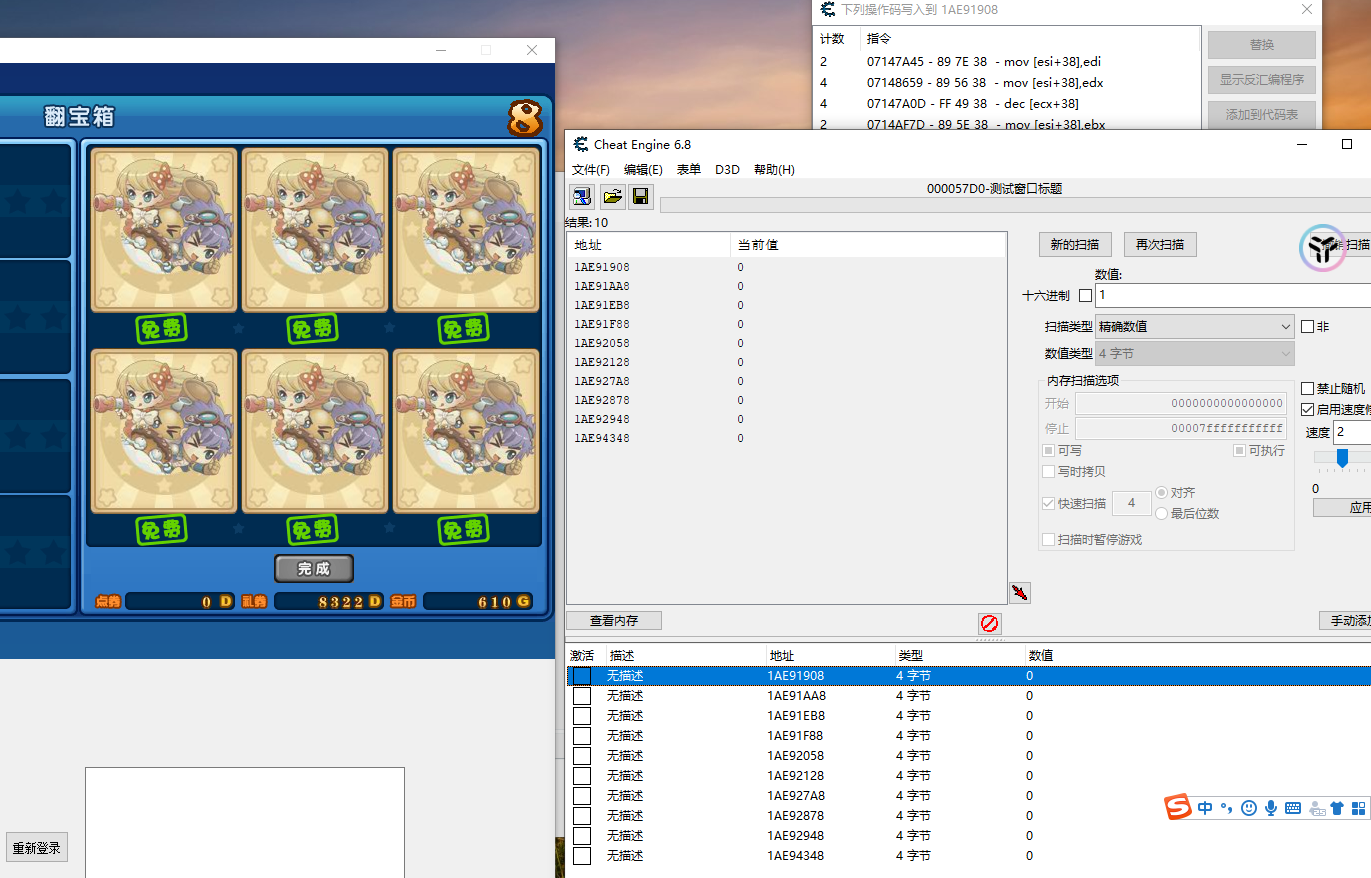 下列操作码写入到 1AE91908
计数 指令
2 07147A45 - 89 7E 38 - mov [esi+38],edi
4 07148659 - 89 56 38 - mov [esi+38],edx
4 07147A0D - FF 49 38 - dec [ecx+38]
2 0714AF7D - 89 5E 38 - mov [esi+38],ebx
替换
显示反汇编程序
添加到代码表
翻宝箱
8
免费 免费 免费
免费 免费 免费
完成
点券 0 D 礼券 8322 D 金币 610 G
重新登录
Cheat Engine 6.8
文件(F) 编辑(E) 表单 D3D 帮助(H)
000057D0-测试窗口标题
结果: 10
地址 当前值
1AE91908 0
1AE91AA8 0
1AE91EB8 0
1AE91F88 0
1AE92058 0
1AE92128 0
1AE927A8 0
1AE92878 0
1AE92948 0
1AE94348 0
新的扫描 再次扫描 扫描
数值:
十六进制 1
扫描类型 精确数值 非
数值类型 4 字节
内存扫描选项
开始 0000000000000000
停止 00007fffffffffff
可写 可执行
写时拷贝
快速扫描 4 对齐
最后位数
扫描时暂停游戏
禁止随机
启用速度
速度 2
0
应用
查看内存
手动添加
激活 描述 地址 类型 数值
无描述 1AE91908 4 字节 0
无描述 1AE91AA8 4 字节 0
无描述 1AE91EB8 4 字节 0
无描述 1AE91F88 4 字节 0
无描述 1AE92058 4 字节 0
无描述 1AE92128 4 字节 0
无描述 1AE927A8 4 字节 0
无描述 1AE92878 4 字节 0
无描述 1AE92948 4 字节 0
无描述 1AE94348 4 字节 0
S 中